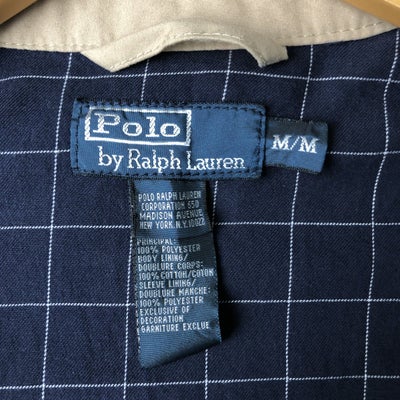 Polo
by Ralph Lauren
M/M
POLO RALPH LAUREN
CORPORATION 550
MADISON AVENUE
NEW YORK N.Y. 10022
PRINCIPAL:
100% POLYESTER
BODY LINING/
DOUBLURE CORPS:
100% COTTON/COTON
SLEEVE LINING/
DOUBLURE MANCHE:
100% POLYESTER
EXCLUSIVE OF
DECORATION
GARNITURE EXCLUE